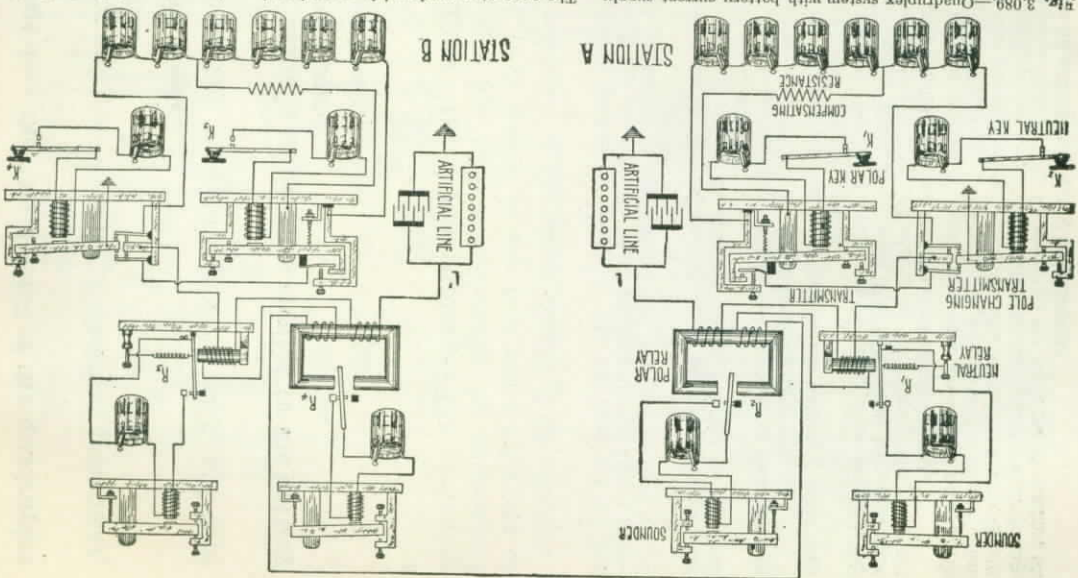 SOUNDER
SOUNDER
R₁
R₂
R₄
R₃
NEUTRAL
RELAY
POLAR
RELAY
POLE CHANGING
TRANSMITTER
TRANSMITTER
L
L'
POLAR KEY
ARTIFICIAL LINE
ARTIFICIAL LINE
K₂
K₁
K₃
K₄
NEUTRAL KEY
COMPENSATING
RESISTANCE
STATION A
STATION B
Fig. 3,089.—Quadruplex system with battery current supply. The